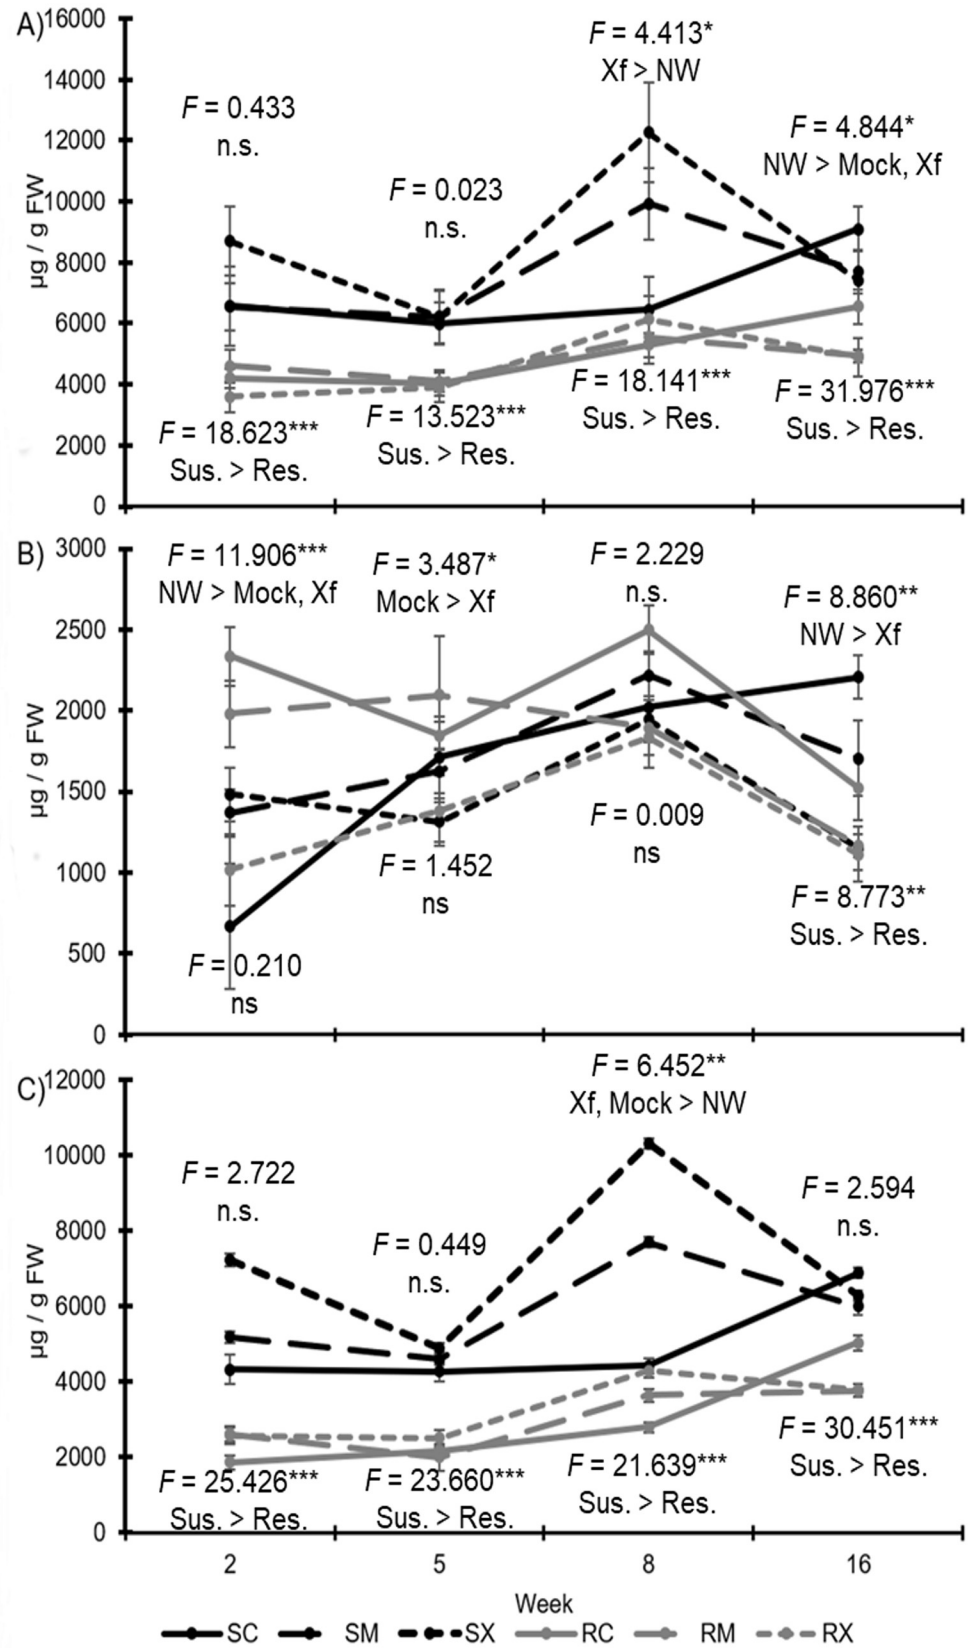 A)
16000
14000
12000
10000
8000
6000
4000
2000
0
µg / g FW
F = 0.433
n.s.
F = 0.023
n.s.
F = 4.413*
Xf > NW
F = 4.844*
NW > Mock, Xf
F = 18.623***
Sus. > Res.
F = 13.523***
Sus. > Res.
F = 18.141***
Sus. > Res.
F = 31.976***
Sus. > Res.
B)
3000
2500
2000
1500
1000
500
0
µg / g FW
F = 11.906***
NW > Mock, Xf
F = 3.487*
Mock > Xf
F = 2.229
n.s.
F = 8.860**
NW > Xf
F = 0.210
ns
F = 1.452
ns
F = 0.009
ns
F = 8.773**
Sus. > Res.
C)
12000
10000
8000
6000
4000
2000
0
µg / g FW
F = 2.722
n.s.
F = 0.449
n.s.
F = 6.452**
Xf, Mock > NW
F = 2.594
n.s.
F = 25.426***
Sus. > Res.
F = 23.660***
Sus. > Res.
F = 21.639***
Sus. > Res.
F = 30.451***
Sus. > Res.
2 5 8 16
Week
SC SM SX RC RM RX